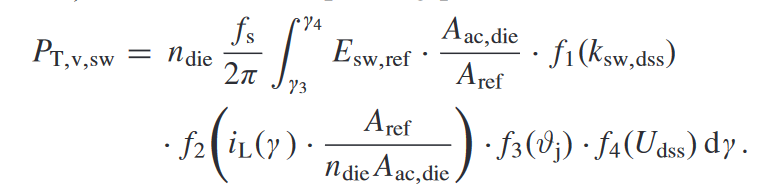 P_{T,v,sw} = n_{die} \frac{f_s}{2\pi} \int_{\gamma_3}^{\gamma_4} E_{sw,ref} \cdot \frac{A_{ac,die}}{A_{ref}} \cdot f_1(k_{sw,dss})
\cdot f_2\left( i_L(\gamma) \cdot \frac{A_{ref}}{n_{die} A_{ac,die}} \right) \cdot f_3(\vartheta_j) \cdot f_4(U_{dss}) \, d\gamma .